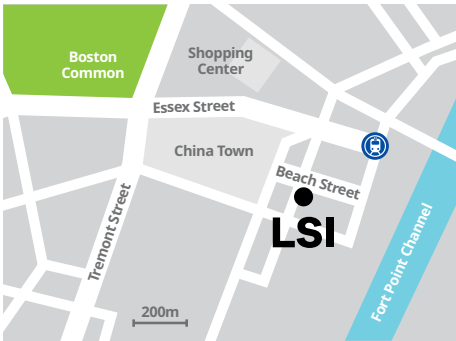 Boston
Common
Shopping
Center
Essex Street
China Town
Beach Street
LSI
Tremont Street
Fort Point Channel
200m